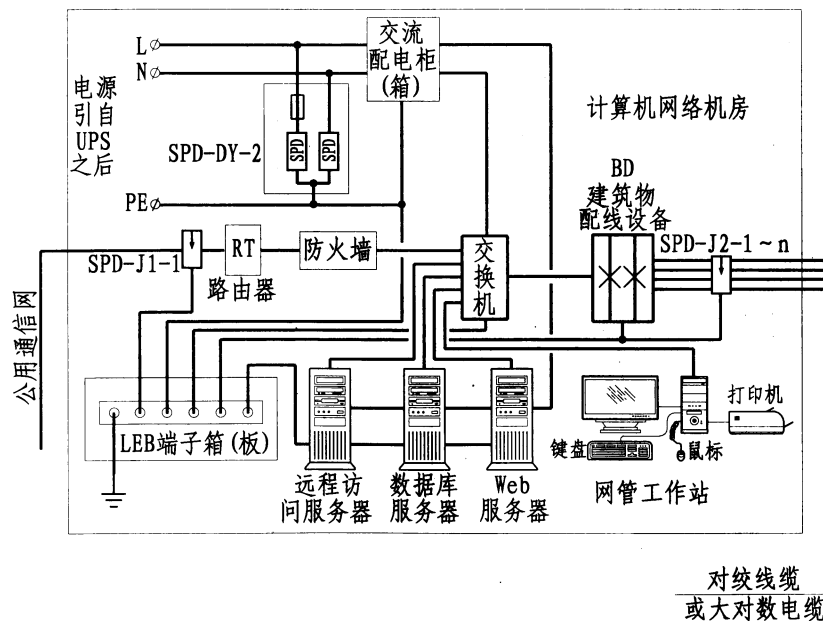 L
N
交流
配电柜
(箱)
电源
引自
UPS
之后
SPD
SPD
SPD-DY-2
PE
计算机网络机房
BD
建筑物
配线设备
SPD-J1-1
RT
路由器
防火墙
交
换
机
SPD-J2-1～n
公用通信网
LEB端子箱(板)
远程访
问服务器
数据库
服务器
Web
服务器
键盘
鼠标
打印机
网管工作站
对绞线缆
或大对数电缆